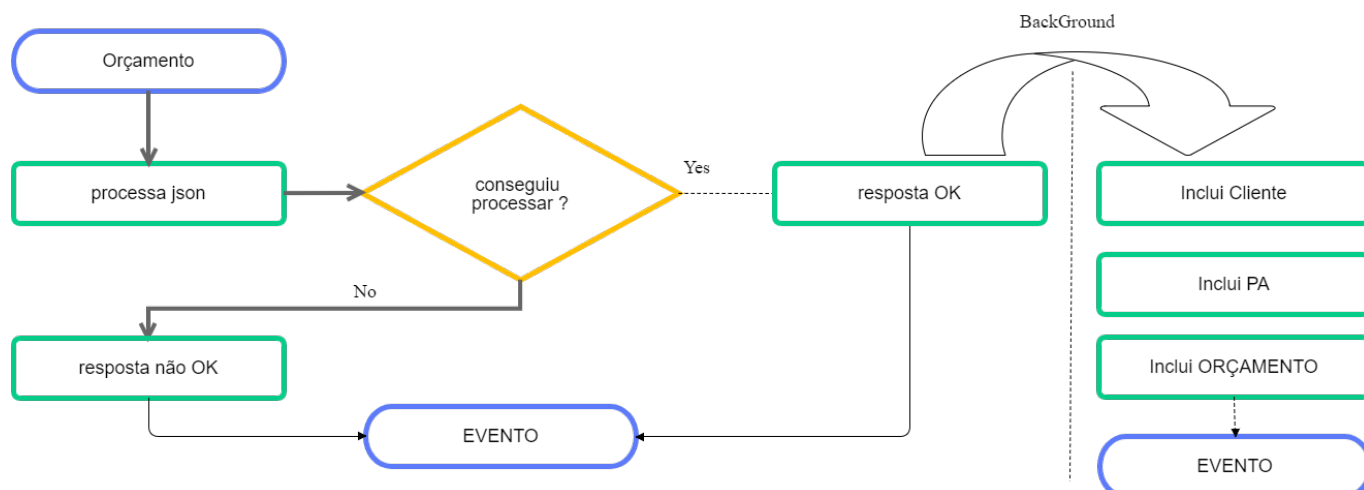 BackGround
Orçamento
processa json
conseguiu
processar ?
Yes
resposta OK
Inclui Cliente
Inclui PA
No
resposta não OK
Inclui ORÇAMENTO
EVENTO
EVENTO